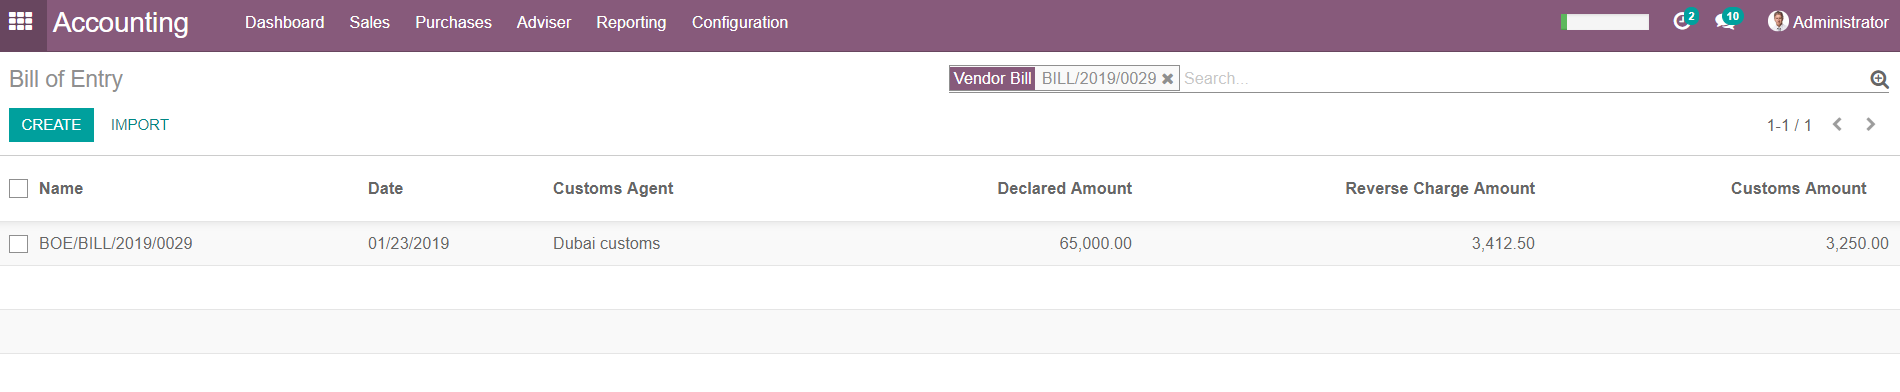 Accounting Dashboard Sales Purchases Adviser Reporting Configuration 2 10 Administrator
Bill of Entry Vendor Bill BILL/2019/0029 Search...
CREATE IMPORT 1-1 / 1
Name Date Customs Agent Declared Amount Reverse Charge Amount Customs Amount
BOE/BILL/2019/0029 01/23/2019 Dubai customs 65,000.00 3,412.50 3,250.00